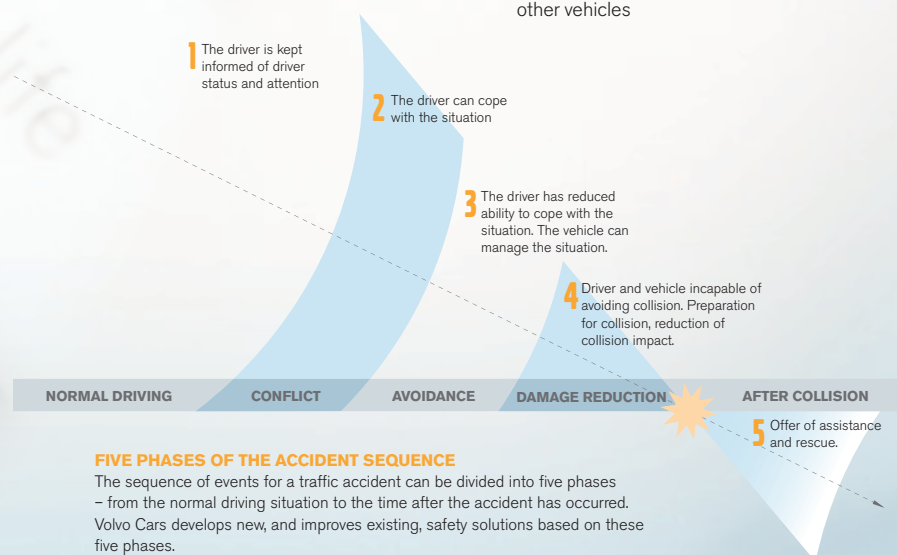 other vehicles
1 The driver is kept
informed of driver
status and attention
2 The driver can cope
with the situation
3 The driver has reduced
ability to cope with the
situation. The vehicle can
manage the situation.
4 Driver and vehicle incapable of
avoiding collision. Preparation
for collision, reduction of
collision impact.
NORMAL DRIVING CONFLICT AVOIDANCE DAMAGE REDUCTION AFTER COLLISION
5 Offer of assistance
and rescue.
FIVE PHASES OF THE ACCIDENT SEQUENCE
The sequence of events for a traffic accident can be divided into five phases
– from the normal driving situation to the time after the accident has occurred.
Volvo Cars develops new, and improves existing, safety solutions based on these
five phases.
life